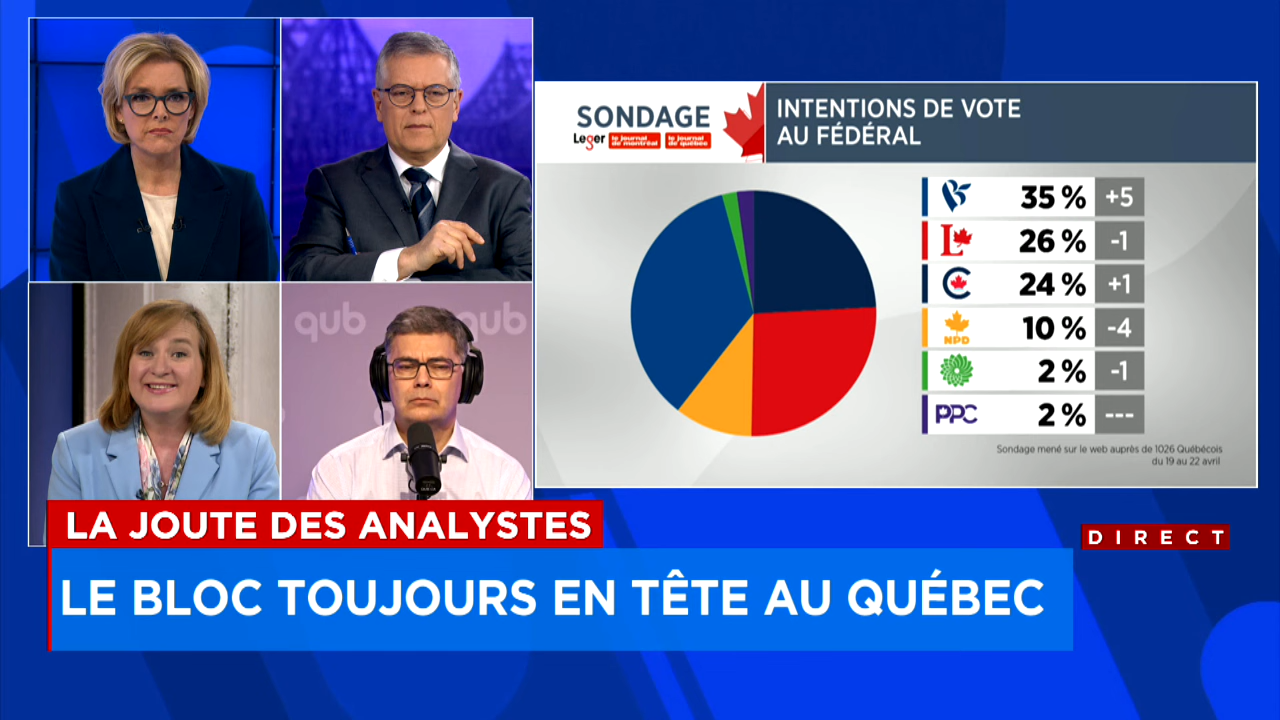 SONDAGE
Leger le journal de montréal le journal de québec
INTENTIONS DE VOTE
AU FÉDÉRAL
35 % +5
L 26 % -1
C 24 % +1
NPD 10 % -4
2 % -1
PPC 2 % ---
Sondage mené sur le web auprès de 1026 Québécois
du 19 au 22 avril
qub
qub
LA JOUTE DES ANALYSTES
DIRECT
LE BLOC TOUJOURS EN TÊTE AU QUÉBEC